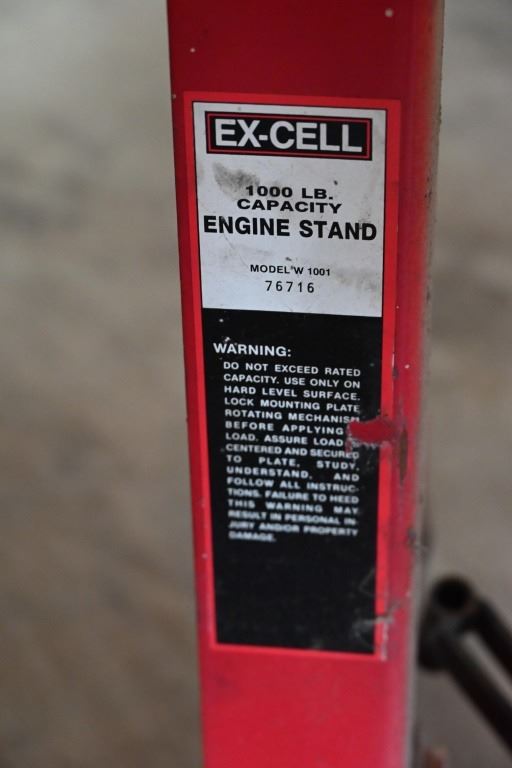 EX-CELL
1000 LB.
CAPACITY
ENGINE STAND
MODEL W 1001
76716
WARNING:
DO NOT EXCEED RATED
CAPACITY. USE ONLY ON
HARD LEVEL SURFACE.
LOCK MOUNTING PLATE
ROTATING MECHANISM
BEFORE APPLYING
LOAD. ASSURE LOAD
CENTERED AND SECURED
TO PLATE, STUDY,
UNDERSTAND, AND
FOLLOW ALL INSTRUC-
TIONS. FAILURE TO HEED
THIS WARNING MAY
RESULT IN PERSONAL IN-
JURY AND/OR PROPERTY
DAMAGE.